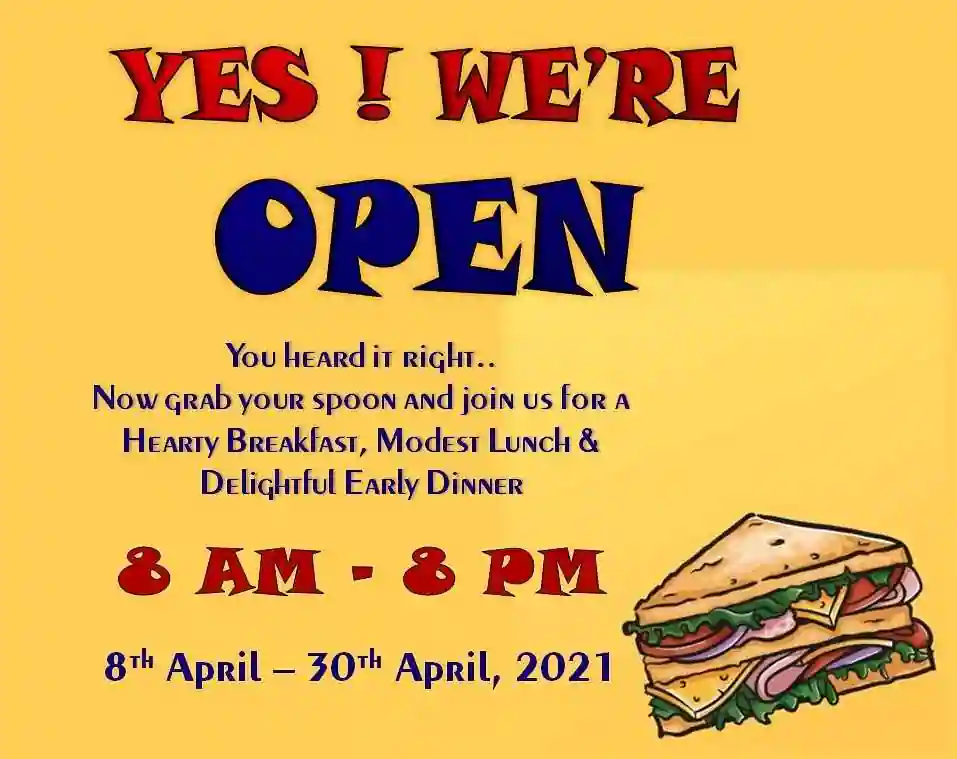 YES ! WE'RE
OPEN
You heard it right..
Now grab your spoon and join us for a
Hearty Breakfast, Modest Lunch &
Delightful Early Dinner
8 AM - 8 PM
8th April – 30th April, 2021